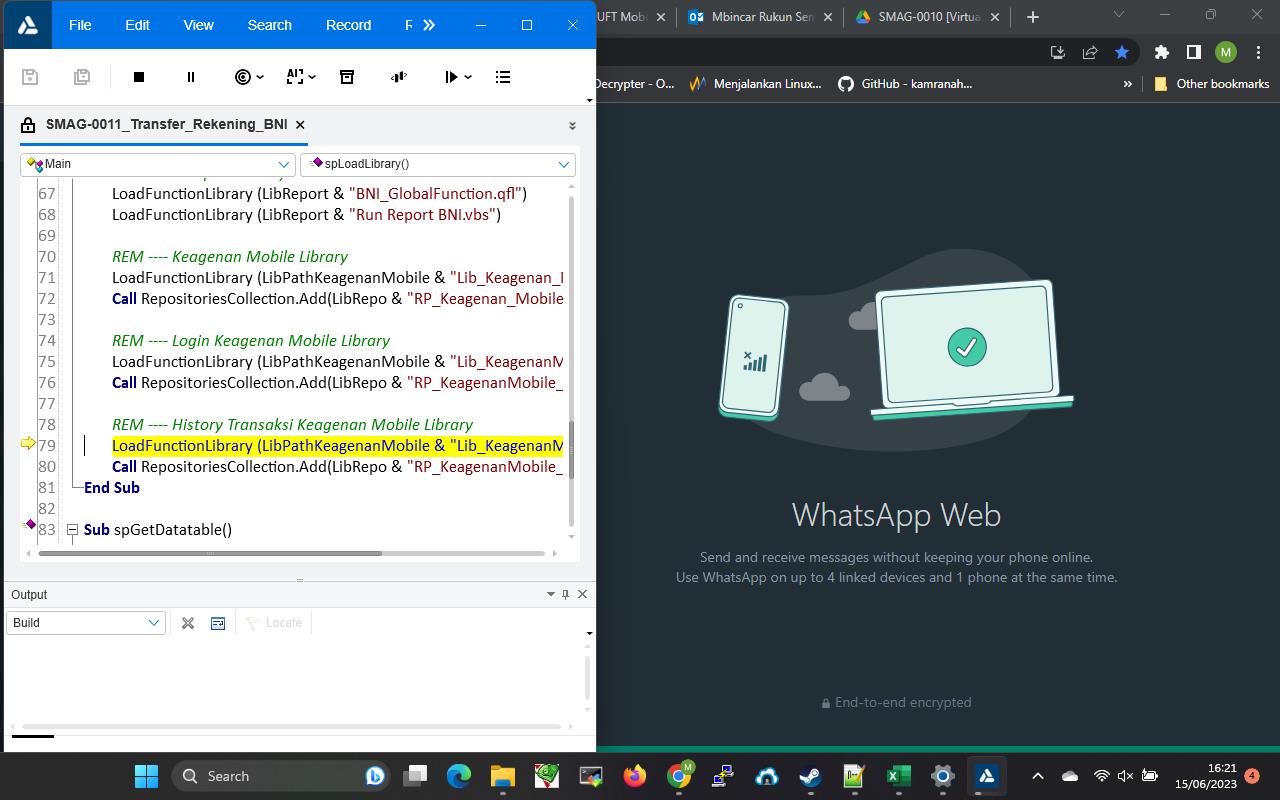 File Edit View Search Record
UFT Mobi Mbincar Rukun Sen SMAG-0010 [Virtua
M
Decrypter - O... Menjalankan Linux... GitHub - kamranah... » Other bookmarks
SMAG-0011_Transfer_Rekening_BNI
Main spLoadLibrary()
67 LoadFunctionLibrary (LibReport & "BNI_GlobalFunction.qfl")
68 LoadFunctionLibrary (LibReport & "Run Report BNI.vbs")
69
70 REM ---- Keagenan Mobile Library
71 LoadFunctionLibrary (LibPathKeagenanMobile & "Lib_Keagenan_
72 Call RepositoriesCollection.Add(LibRepo & "RP_Keagenan_Mobile
73
74 REM ---- Login Keagenan Mobile Library
75 LoadFunctionLibrary (LibPathKeagenanMobile & "Lib_KeagenanM
76 Call RepositoriesCollection.Add(LibRepo & "RP_KeagenanMobile_
77
78 REM ---- History Transaksi Keagenan Mobile Library
79 LoadFunctionLibrary (LibPathKeagenanMobile & "Lib_KeagenanM
80 Call RepositoriesCollection.Add(LibRepo & "RP_KeagenanMobile_
81 End Sub
82
83 Sub spGetDatatable()
Output
Build Locate
WhatsApp Web
Send and receive messages without keeping your phone online.
Use WhatsApp on up to 4 linked devices and 1 phone at the same time.
End-to-end encrypted
Search
M
16:21
15/06/2023
4